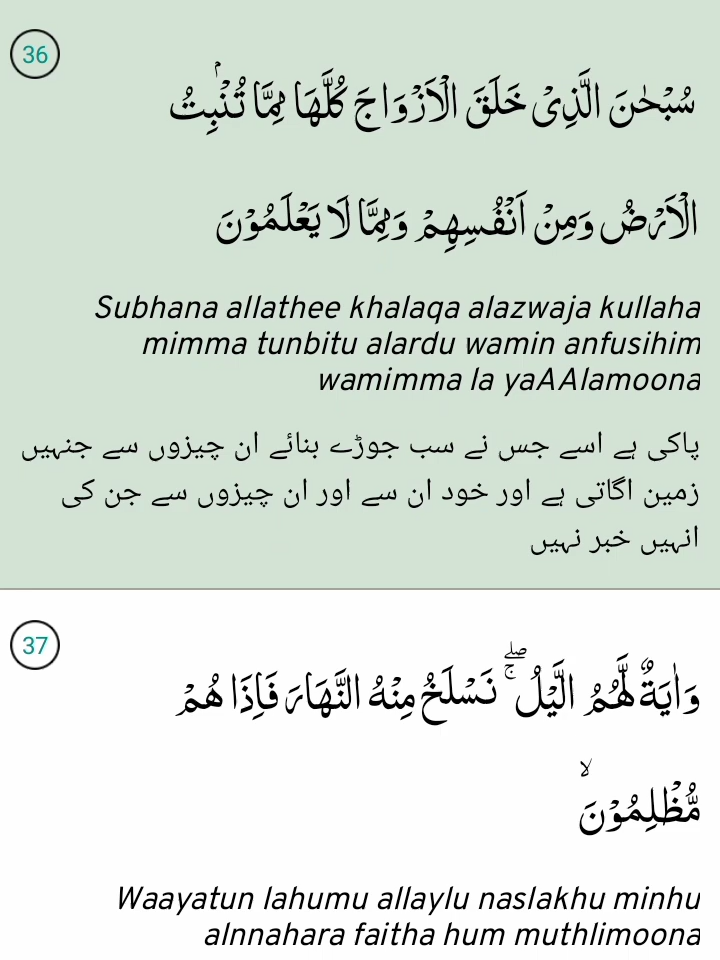 36
سُبْحٰنَ الَّذِىْ خَلَقَ الْاَزْوَاجَ كُلَّهَا مِمَّا تُنْۢبِتُ
الْاَرْضُ وَمِنْ اَنْفُسِهِمْ وَمِمَّا لَا يَعْلَمُوْنَ
Subhana allathee khalaqa alazwaja kullaha
mimma tunbitu alardu wamin anfusihim
wamimma la yaAAlamoona
پاکی ہے اسے جس نے سب جوڑے بنائے ان چیزوں سے جنہیں
زمین اگاتی ہے اور خود ان سے اور ان چیزوں سے جن کی
انہیں خبر نہیں
37
وَاٰيَةٌ لَّهُمُ الَّيْلُ ۖۚ نَسْلَخُ مِنْهُ النَّهَارَ فَاِذَا هُمْ
مُّظْلِمُوْنَۙ
Waayatun lahumu allaylu naslakhu minhu
alnnahara faitha hum muthlimoona